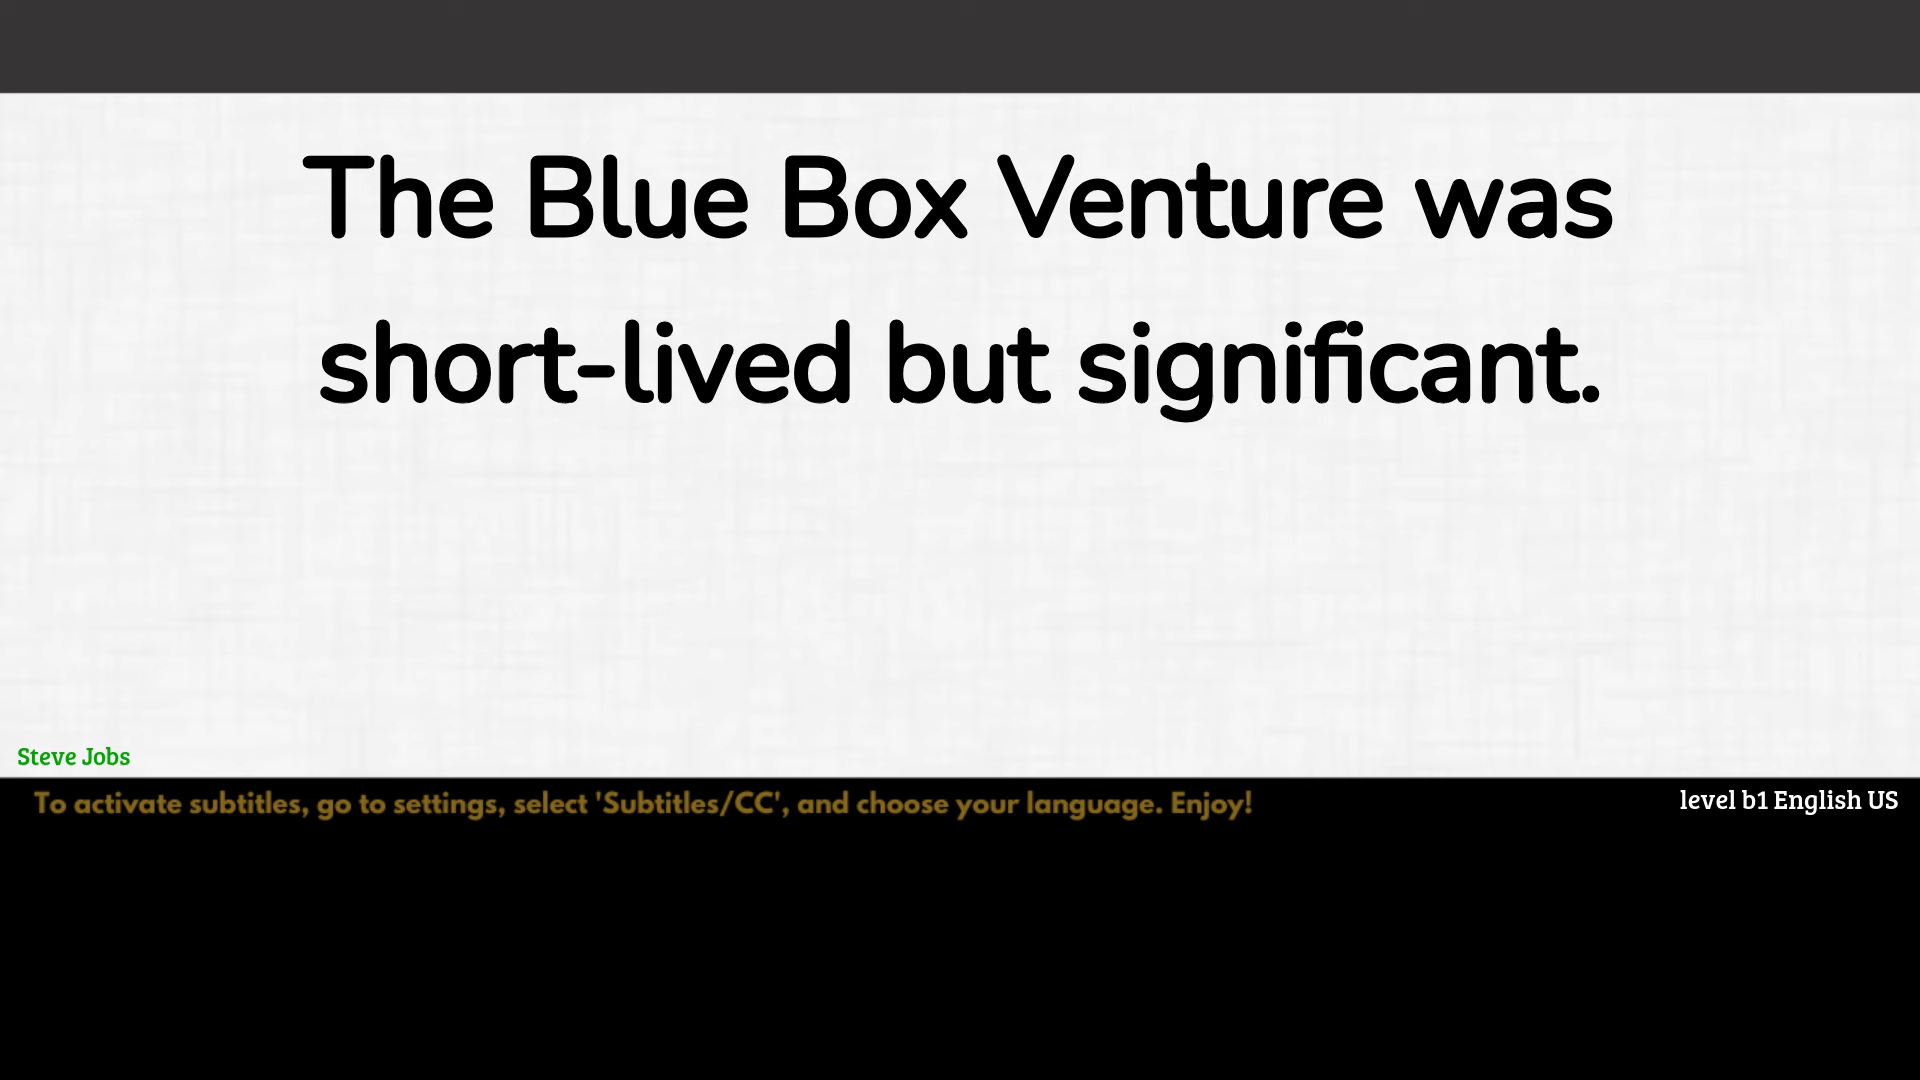 The Blue Box Venture was
short-lived but significant.
Steve Jobs
To activate subtitles, go to settings, select 'Subtitles/CC', and choose your language. Enjoy!
level b1 English US